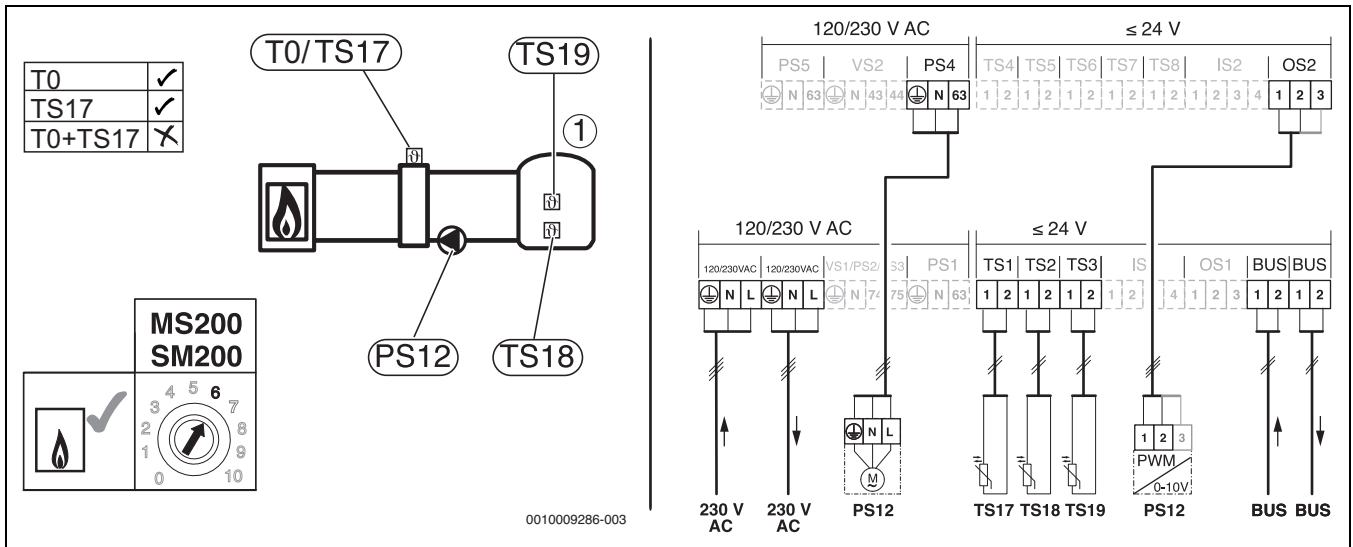 T0 ✓
TS17 ✓
T0+TS17 ✗
T0/TS17
TS19
1
PS12
TS18
MS200
SM200
0 1 2 3 4 5 6 7 8 9 10
0010009286-003
120/230 V AC ≤ 24 V
PS5 VS2 PS4 TS4 TS5 TS6 TS7 TS8 IS2 OS2
N 63 N 43 44 N 63 1 2 1 2 1 2 1 2 1 2 1 2 3 4 1 2 3
120/230 V AC ≤ 24 V
120/230VAC 120/230VAC VS1/PS2/ S3 PS1 TS1 TS2 TS3 IS OS1 BUS BUS
N L N L N 74 75 N 63 1 2 1 2 1 2 1 2 4 1 2 3 1 2 1 2
N L
M
~
1 2 3
PWM
0-10V
230 V AC
230 V AC
PS12
TS17 TS18 TS19
PS12
BUS BUS